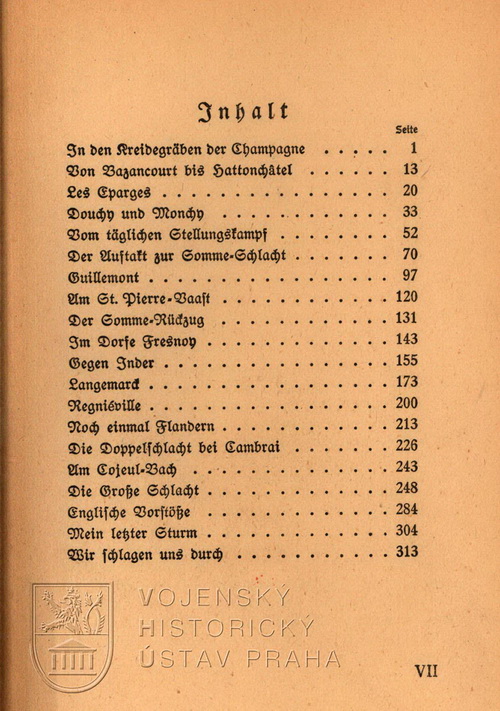 Inhalt
Seite
In den Kreidegräben der Champagne . . . . . 1
Von Bazancourt bis Hattonchâtel . . . . . . . 13
Les Eparges . . . . . . . . . . . . . . . . 20
Douchy und Monchy . . . . . . . . . . . . 33
Vom täglichen Stellungskampf . . . . . . . . 52
Der Auftakt zur Somme-Schlacht . . . . . . . 70
Guillemont . . . . . . . . . . . . . . . . . 97
Am St. Pierre-Vaast . . . . . . . . . . . . 120
Der Somme-Rückzug . . . . . . . . . . . . 131
Im Dorfe Fresnoy . . . . . . . . . . . . . 143
Gegen Inder . . . . . . . . . . . . . . . . 155
Langemarck . . . . . . . . . . . . . . . . . 173
Regniéville . . . . . . . . . . . . . . . . . 200
Noch einmal Flandern . . . . . . . . . . . . 213
Die Doppelschlacht bei Cambrai . . . . . . . 226
Am Cojeul-Bach . . . . . . . . . . . . . . 243
Die Große Schlacht . . . . . . . . . . . . . 248
Englische Vorstöße . . . . . . . . . . . . . 284
Mein letzter Sturm . . . . . . . . . . . . . 304
Wir schlagen uns durch . . . . . . . . . . . 313
VOJENSKÝ
HISTORICKÝ
ÚSTAV PRAHA
VII